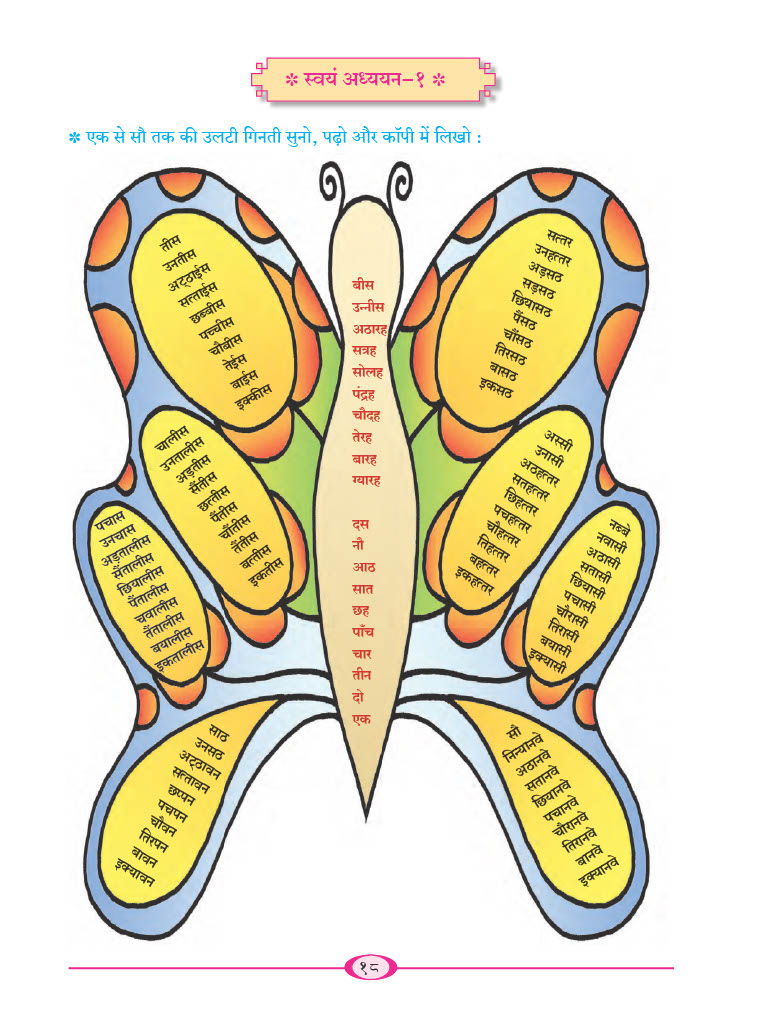 * स्वयं अध्ययन–१ *
* एक से सौ तक की उलटी गिनती सुनो, पढ़ो और कॉपी में लिखो :
तीस
उनतीस
अट्ठाईस
सत्ताईस
छब्बीस
पच्चीस
चौबीस
तेईस
बाईस
इक्कीस
चालीस
उनतालीस
अड़तीस
सैंतीस
छत्तीस
पैंतीस
चौंतीस
तैंतीस
बत्तीस
इकतीस
पचास
उनचास
अड़तालीस
सैंतालीस
छियालीस
पैंतालीस
चवालीस
तैंतालीस
बयालीस
इकतालीस
साठ
उनसठ
अट्ठावन
सत्तावन
छप्पन
पचपन
चौवन
तिरपन
बावन
इक्यावन
बीस
उन्नीस
अठारह
सत्रह
सोलह
पंद्रह
चौदह
तेरह
बारह
ग्यारह
दस
नौ
आठ
सात
छह
पाँच
चार
तीन
दो
एक
सत्तर
उनहत्तर
अड़सठ
सड़सठ
छियासठ
पैंसठ
चौंसठ
तिरसठ
बासठ
इकसठ
अस्सी
उनासी
अठहत्तर
सतहत्तर
छिहत्तर
पचहत्तर
चौहत्तर
तिहत्तर
बहत्तर
इकहत्तर
नब्बे
नवासी
अठासी
सतासी
छियासी
पचासी
चौरासी
तिरासी
बयासी
इक्यासी
सौ
निन्यानवे
अठानवे
सतानवे
छियानवे
पचानवे
चौरानवे
तिरानवे
बानवे
इक्यानवे
१८